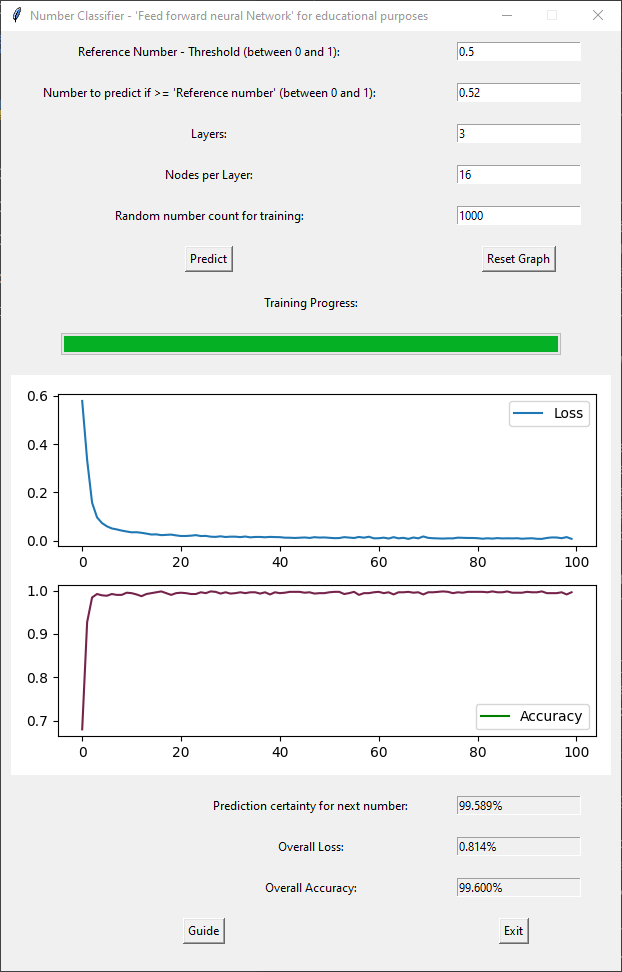 Number Classifier - 'Feed forward neural Network' for educational purposes
Reference Number - Threshold (between 0 and 1): 0.5
Number to predict if >= 'Reference number' (between 0 and 1): 0.52
Layers: 3
Nodes per Layer: 16
Random number count for training: 1000
Predict Reset Graph
Training Progress:
0.6
0.4
0.2
0.0
Loss
0 20 40 60 80 100
1.0
0.9
0.8
0.7
Accuracy
0 20 40 60 80 100
Prediction certainty for next number: 99.589%
Overall Loss: 0.814%
Overall Accuracy: 99.600%
Guide Exit